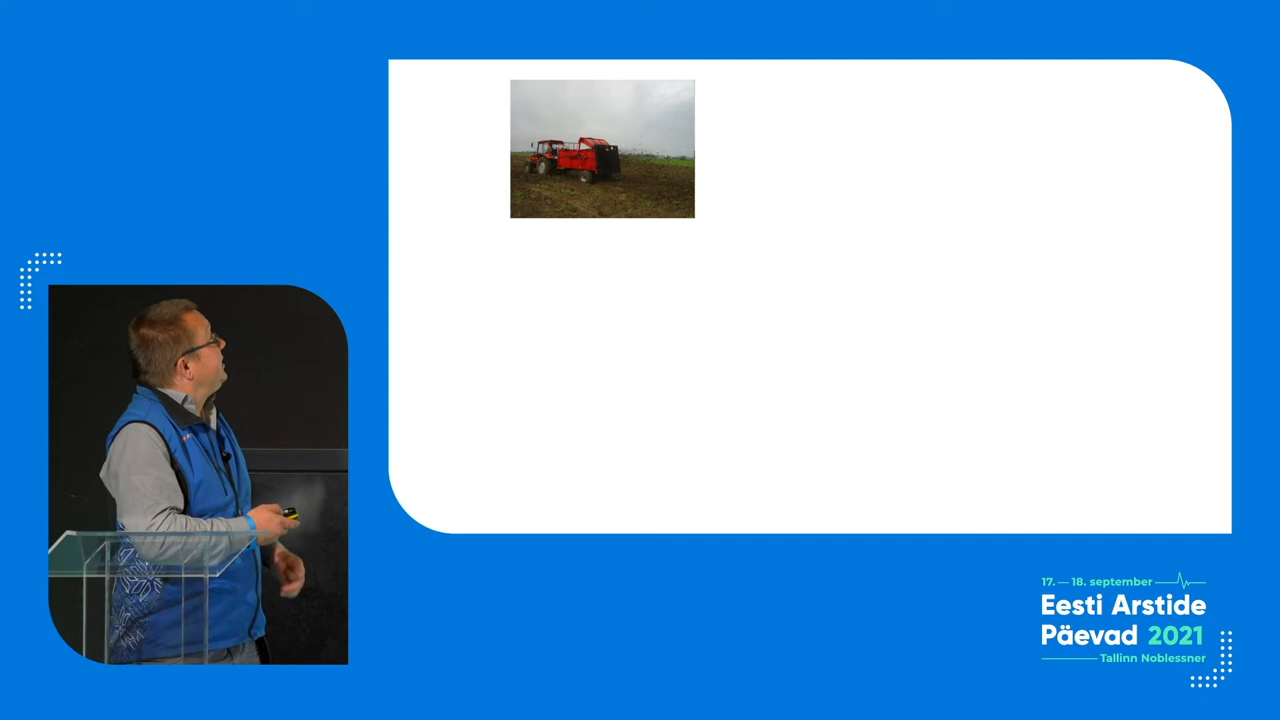 17. — 18. september
Eesti Arstide
Päevad 2021
Tallinn Noblessner